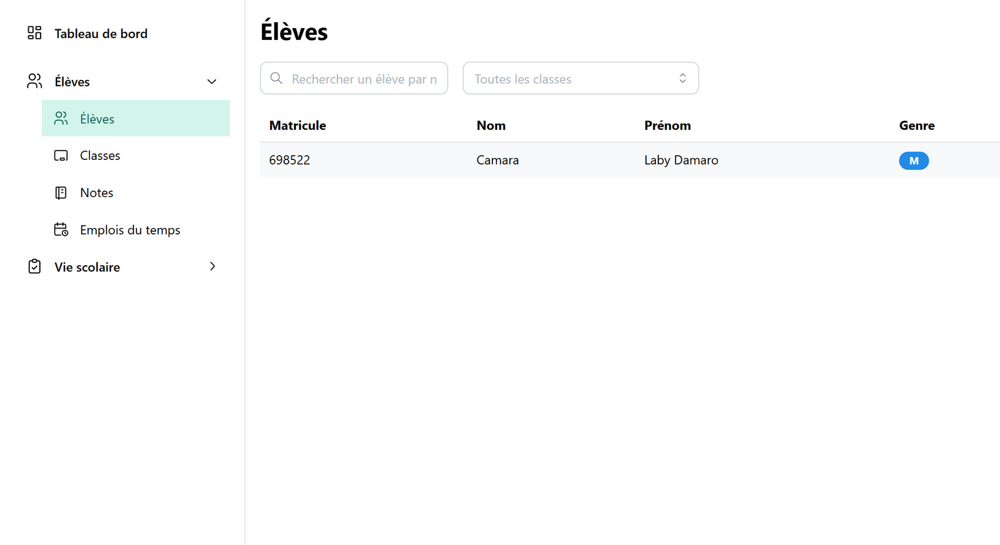 Tableau de bord
Élèves
Élèves
Classes
Notes
Emplois du temps
Vie scolaire
Élèves
Rechercher un élève par n
Toutes les classes
Matricule Nom Prénom Genre
698522 Camara Laby Damaro M